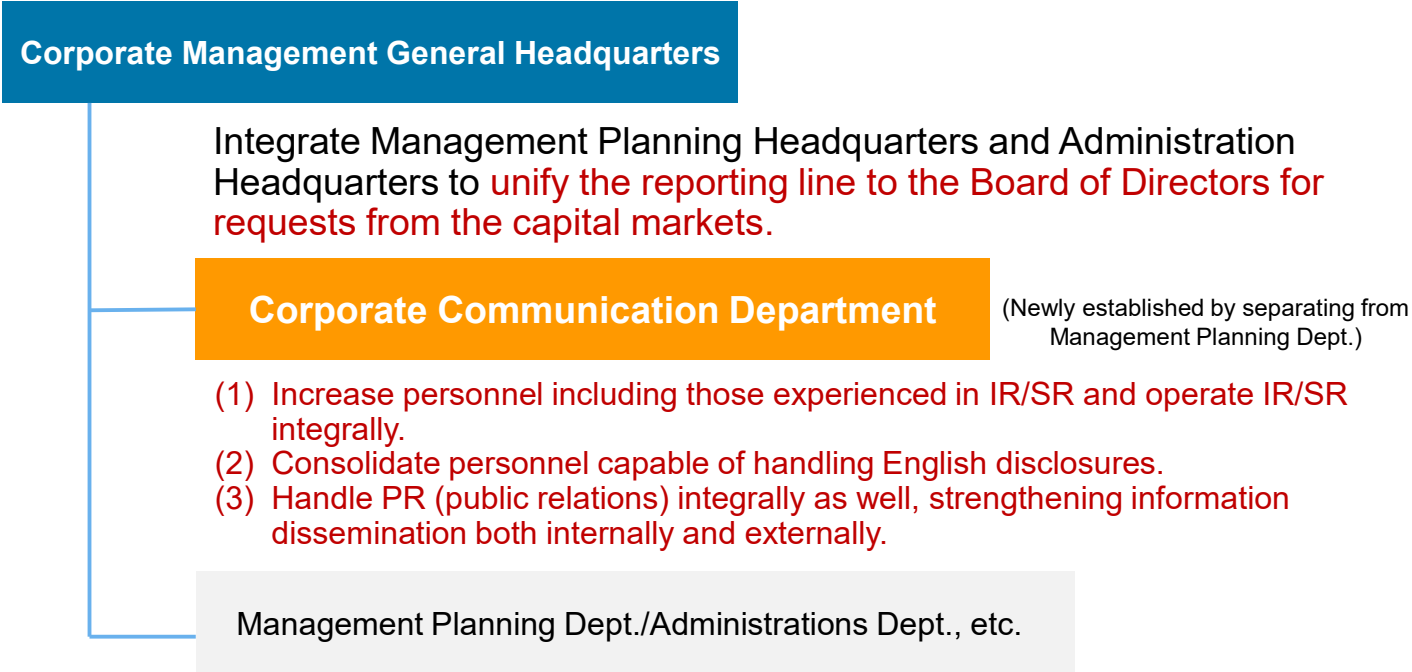 Corporate Management General Headquarters
Integrate Management Planning Headquarters and Administration
Headquarters to unify the reporting line to the Board of Directors for
requests from the capital markets.
Corporate Communication Department
(Newly established by separating from
Management Planning Dept.)
(1) Increase personnel including those experienced in IR/SR and operate IR/SR
integrally.
(2) Consolidate personnel capable of handling English disclosures.
(3) Handle PR (public relations) integrally as well, strengthening information
dissemination both internally and externally.
Management Planning Dept./Administrations Dept., etc.